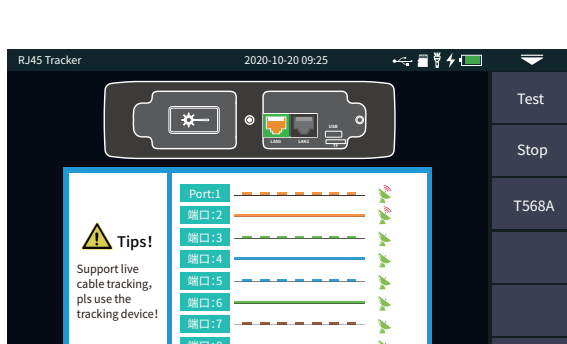 RJ45 Tracker 2020-10-20 09:25
Test
Stop
T568A
USB
LAN1 LAN2
Port:1
端口:2
端口:3
端口:4
端口:5
端口:6
端口:7
Tips!
Support live
cable tracking,
pls use the
tracking device!